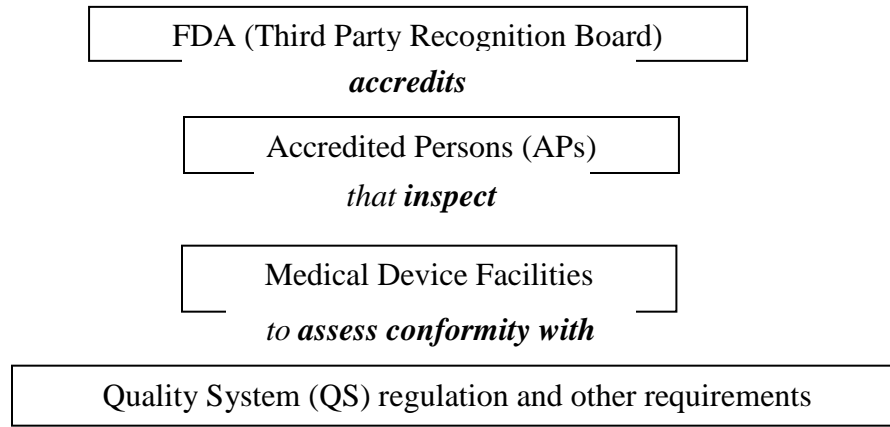 FDA (Third Party Recognition Board)
accredits
Accredited Persons (APs)
that inspect
Medical Device Facilities
to assess conformity with
Quality System (QS) regulation and other requirements